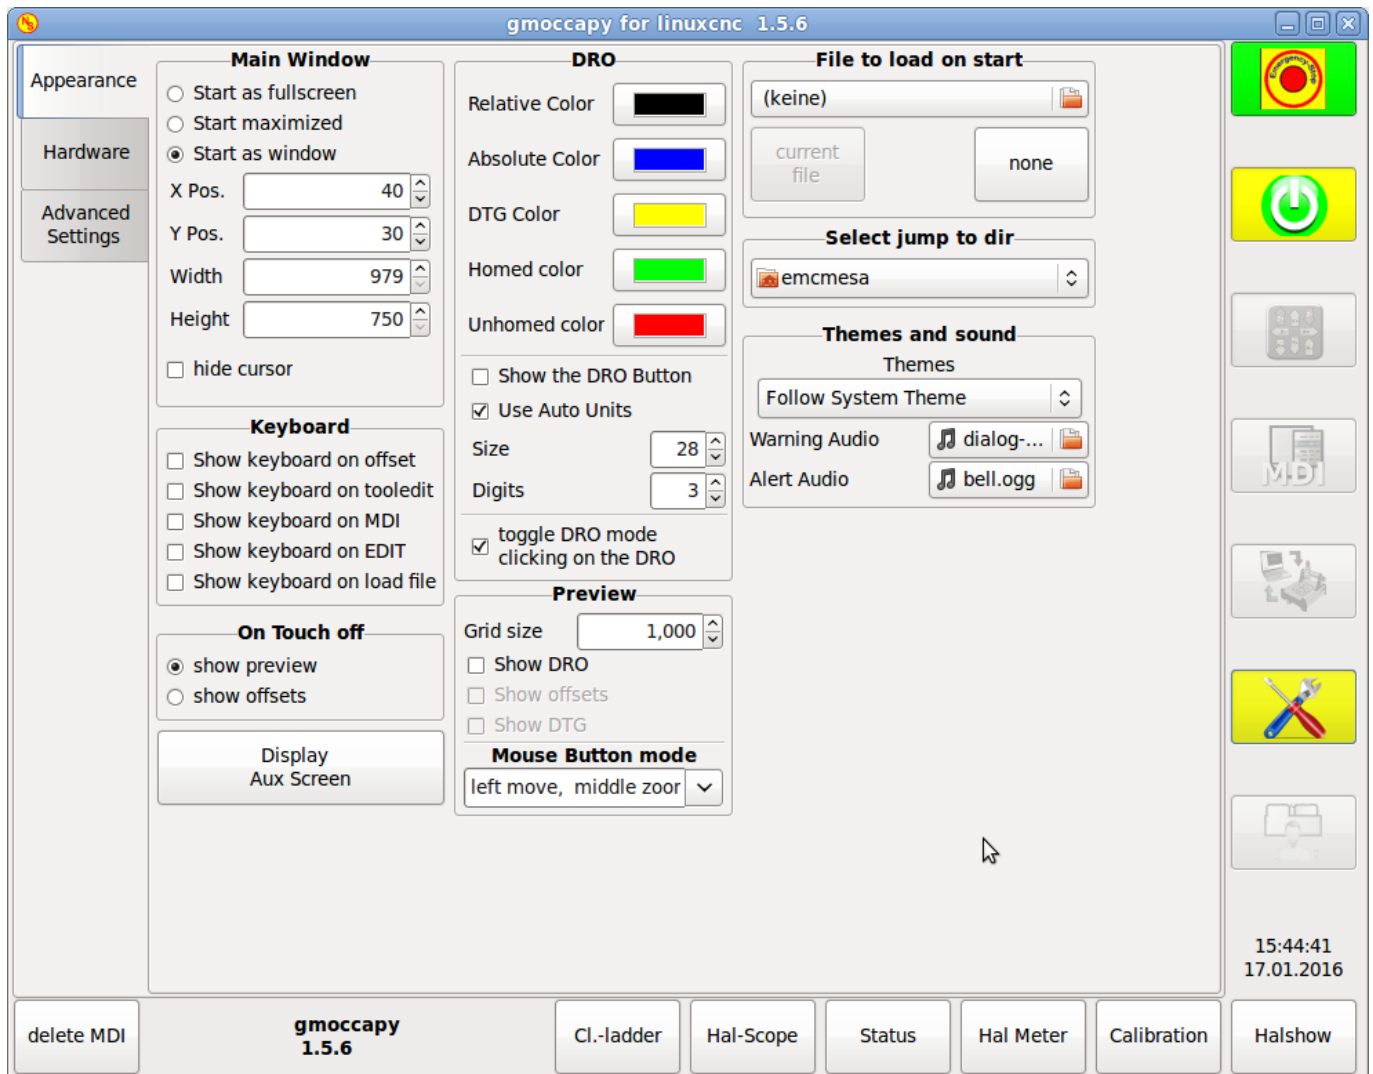 gmoccapy for linuxcnc 1.5.6
Appearance
Hardware
Advanced
Settings
Main Window
Start as fullscreen
Start maximized
Start as window
X Pos. 40
Y Pos. 30
Width 979
Height 750
hide cursor
Keyboard
Show keyboard on offset
Show keyboard on tooledit
Show keyboard on MDI
Show keyboard on EDIT
Show keyboard on load file
On Touch off
show preview
show offsets
Display
Aux Screen
DRO
Relative Color
Absolute Color
DTG Color
Homed color
Unhomed color
Show the DRO Button
Use Auto Units
Size 28
Digits 3
toggle DRO mode
clicking on the DRO
Preview
Grid size 1,000
Show DRO
Show offsets
Show DTG
Mouse Button mode
left move, middle zoor
File to load on start
(keine)
current
file
none
Select jump to dir
emcmesa
Themes and sound
Themes
Follow System Theme
Warning Audio dialog-...
Alert Audio bell.ogg
Emergency-Stop
MDI
15:44:41
17.01.2016
delete MDI
gmoccapy
1.5.6
Cl.-ladder
Hal-Scope
Status
Hal Meter
Calibration
Halshow